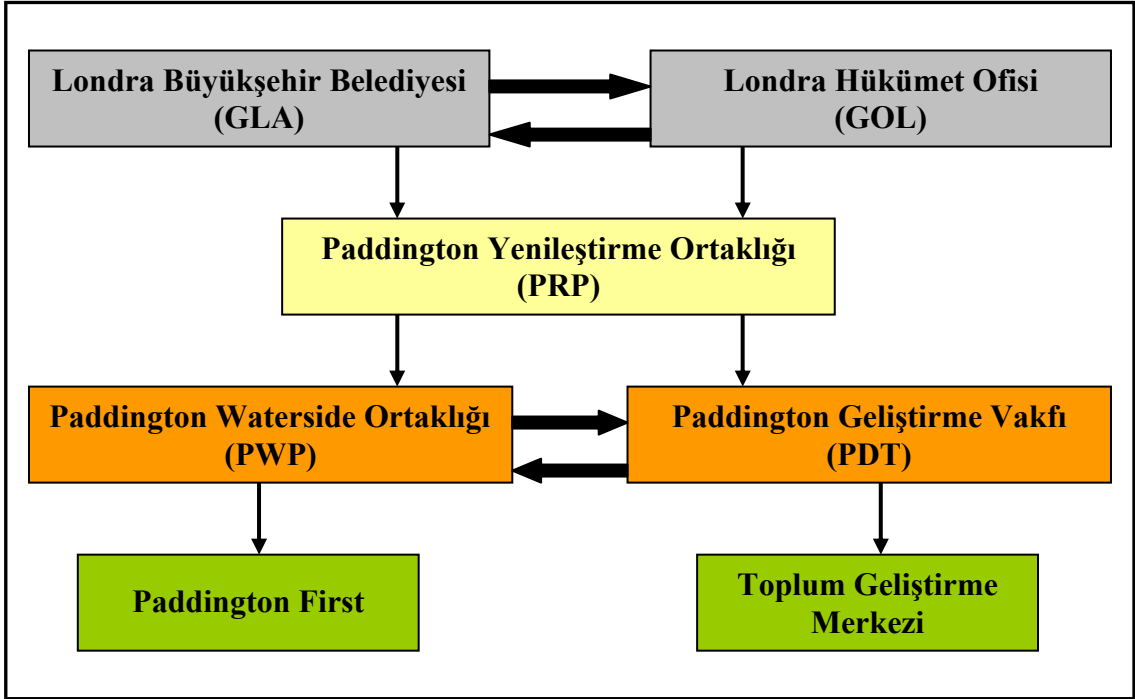 Londra Büyükşehir Belediyesi
(GLA)
Londra Hükümet Ofisi
(GOL)
Paddington Yenileştirme Ortaklığı
(PRP)
Paddington Waterside Ortaklığı
(PWP)
Paddington Geliştirme Vakfı
(PDT)
Paddington First
Toplum Geliştirme
Merkezi